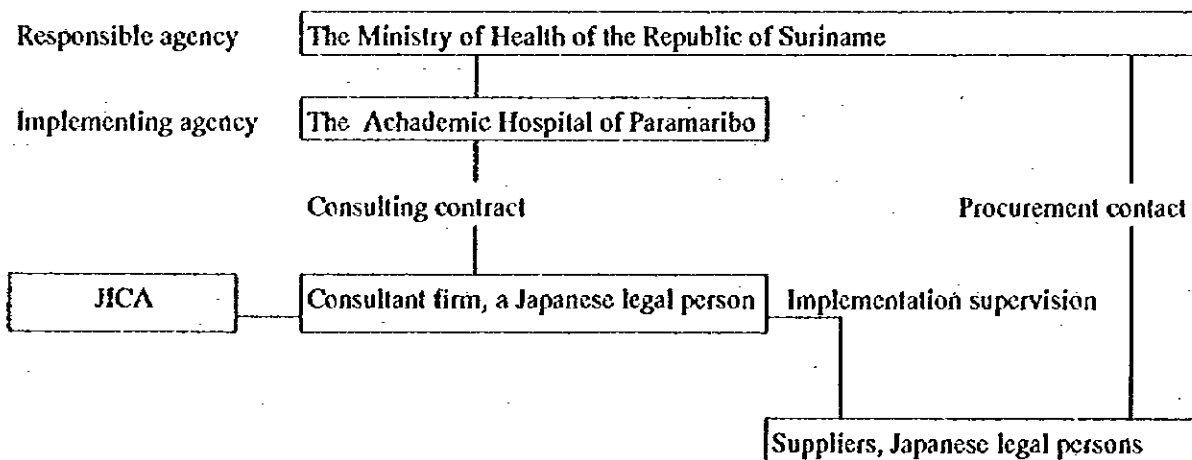 Responsible agency The Ministry of Health of the Republic of Suriname
Implementing agency The Achademic Hospital of Paramaribo
Consulting contract Procurement contact
JICA Consultant firm, a Japanese legal person Implementation supervision
Suppliers, Japanese legal persons